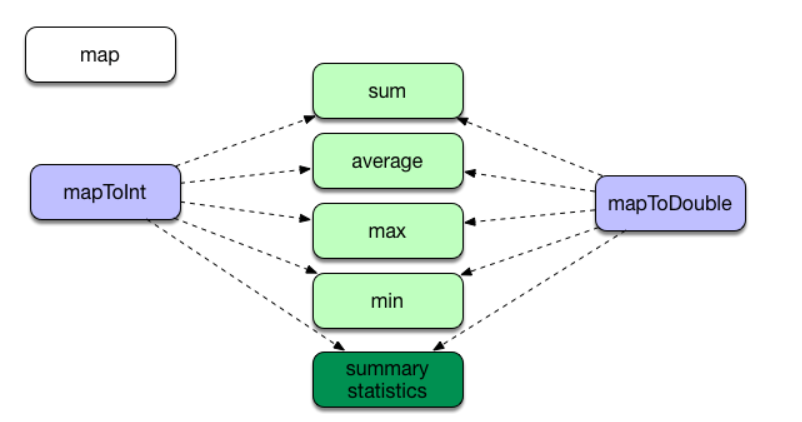 map
sum
average
mapToInt
mapToDouble
max
min
summary
statistics